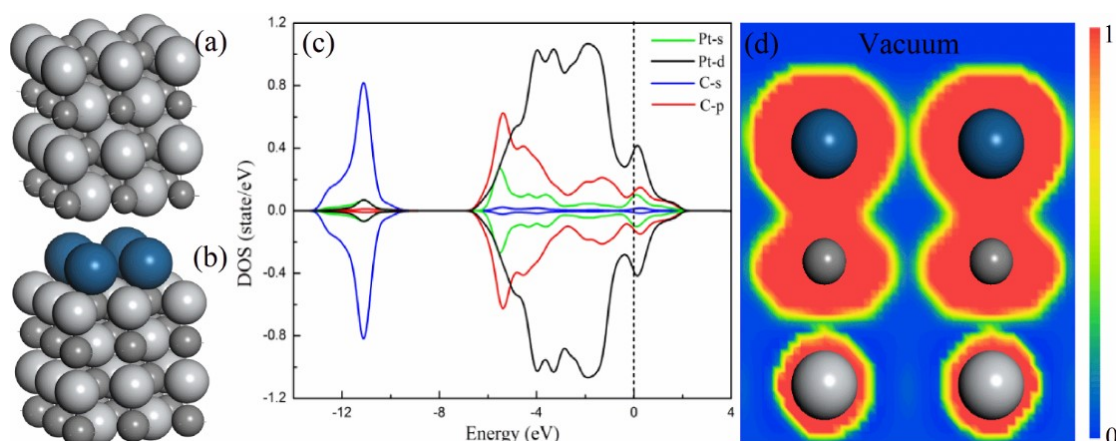 (a)
(b)
(c)
1.2
0.8
0.4
0.0
-0.4
-0.8
-1.2
DOS (state/eV)
Pt-s
Pt-d
C-s
C-p
-12
-8
-4
0
4
Energy (eV)
(d)
Vacuum
1
0